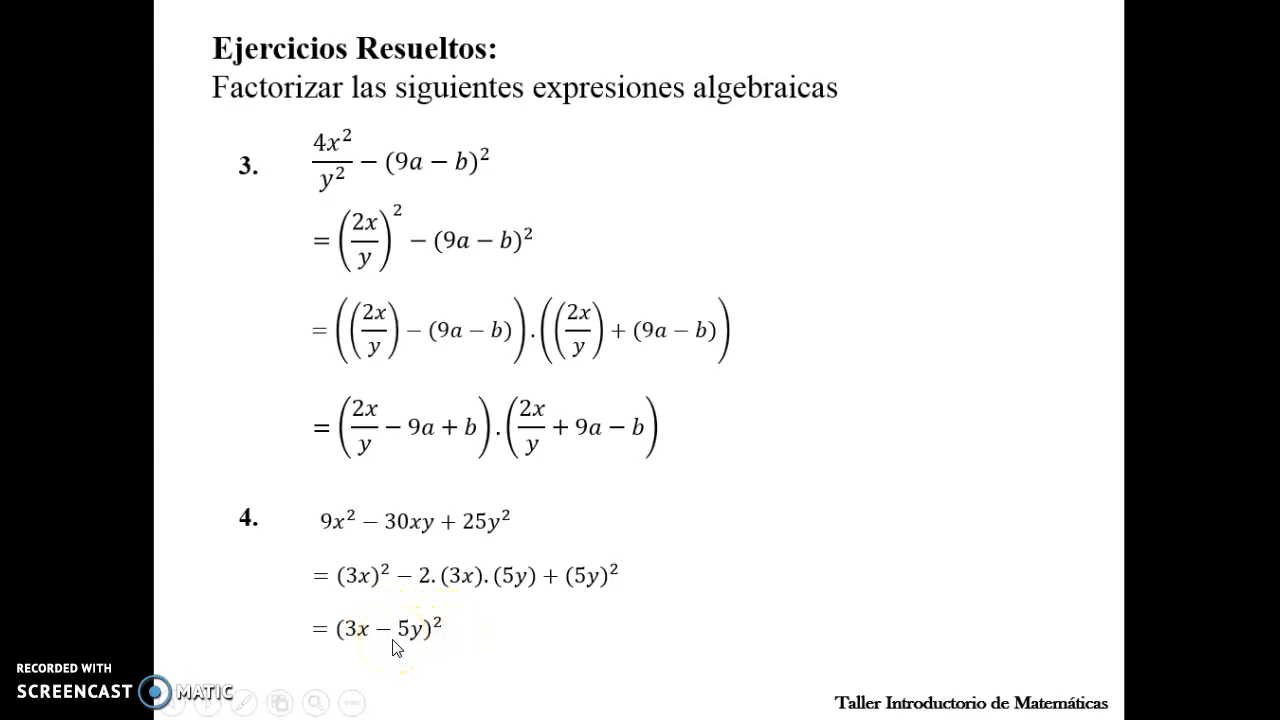 Ejercicios Resueltos:
Factorizar las siguientes expresiones algebraicas
3. 4x²/y² − (9a − b)²
= (2x/y)² − (9a − b)²
= ((2x/y) − (9a − b)).((2x/y) + (9a − b))
= (2x/y − 9a + b).(2x/y + 9a − b)
4. 9x² − 30xy + 25y²
= (3x)² − 2.(3x).(5y) + (5y)²
= (3x − 5y)²
RECORDED WITH
SCREENCAST MATIC
Taller Introductorio de Matemáticas